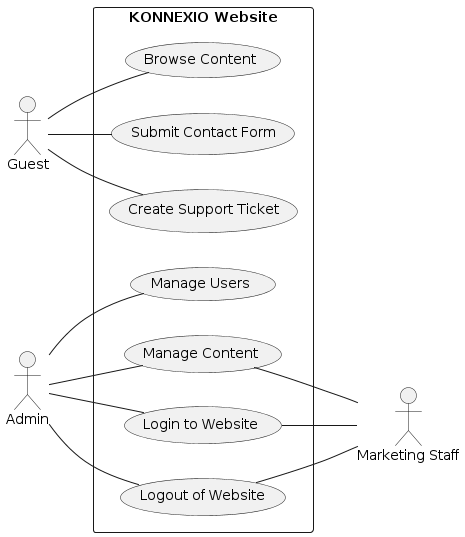 KONNEXIO Website
Browse Content
Submit Contact Form
Guest
Create Support Ticket
Manage Users
Manage Content
Admin
Login to Website
Marketing Staff
Logout of Website